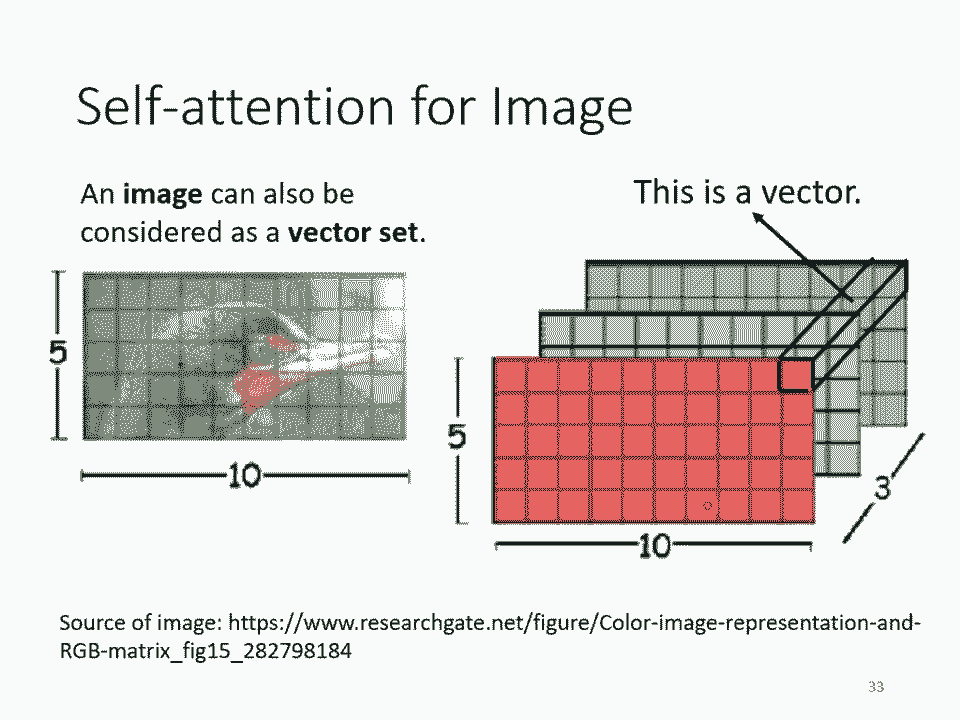 Self-attention for Image
An image can also be
considered as a vector set.
This is a vector.
5
10
5
10
3
Source of image: https://www.researchgate.net/figure/Color-image-representation-and-
RGB-matrix_fig15_282798184
33